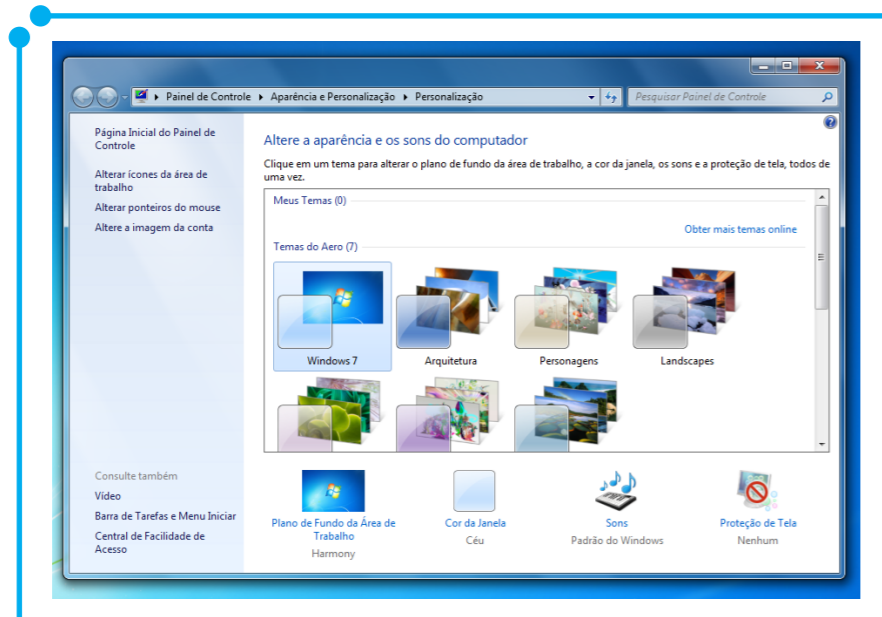 Painel de Controle Aparência e Personalização Personalização
Pesquisar Painel de Controle
Página Inicial do Painel de
Controle
Alterar ícones da área de
trabalho
Alterar ponteiros do mouse
Altere a imagem da conta
Consulte também
Vídeo
Barra de Tarefas e Menu Iniciar
Central de Facilidade de
Acesso
Altere a aparência e os sons do computador
Clique em um tema para alterar o plano de fundo da área de trabalho, a cor da janela, os sons e a proteção de tela, todos de
uma vez.
Meus Temas (0)
Obter mais temas online
Temas do Aero (7)
Windows 7
Arquitetura
Personagens
Landscapes
Plano de Fundo da Área de
Trabalho
Harmony
Cor da Janela
Céu
Sons
Padrão do Windows
Proteção de Tela
Nenhum